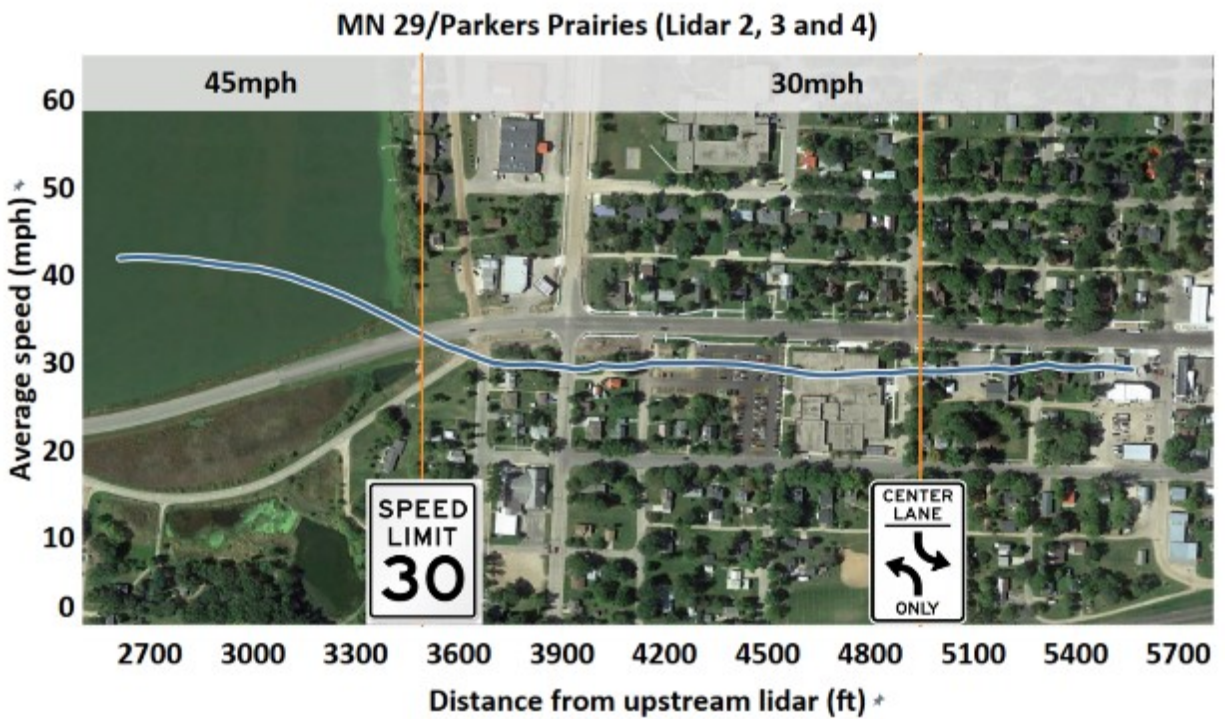 MN 29/Parkers Prairies (Lidar 2, 3 and 4)
45mph
30mph
Average speed (mph)
60
50
40
30
20
10
0
SPEED
LIMIT
30
CENTER
LANE
ONLY
2700 3000 3300 3600 3900 4200 4500 4800 5100 5400 5700
Distance from upstream lidar (ft)